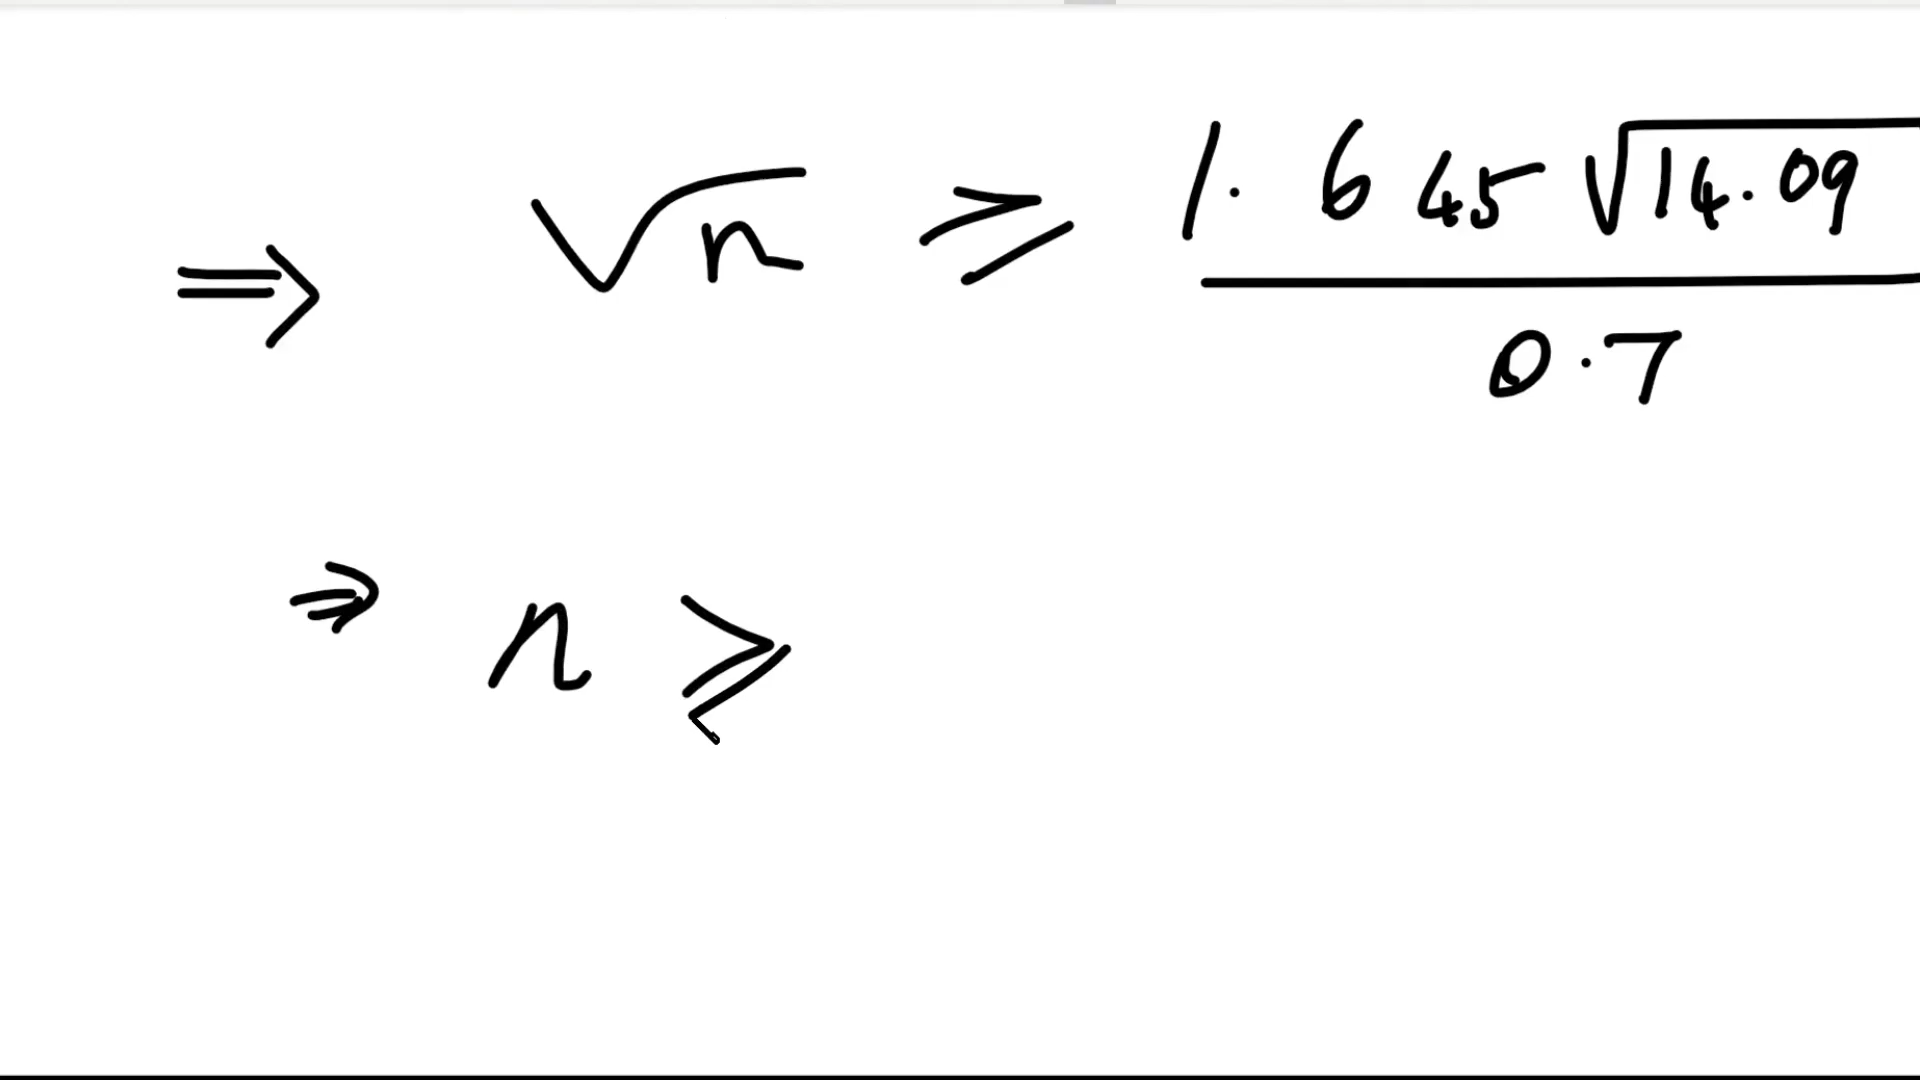 ⇒ √n ≥ 1.645 √14.09 / 0.7
⇒ n ≥